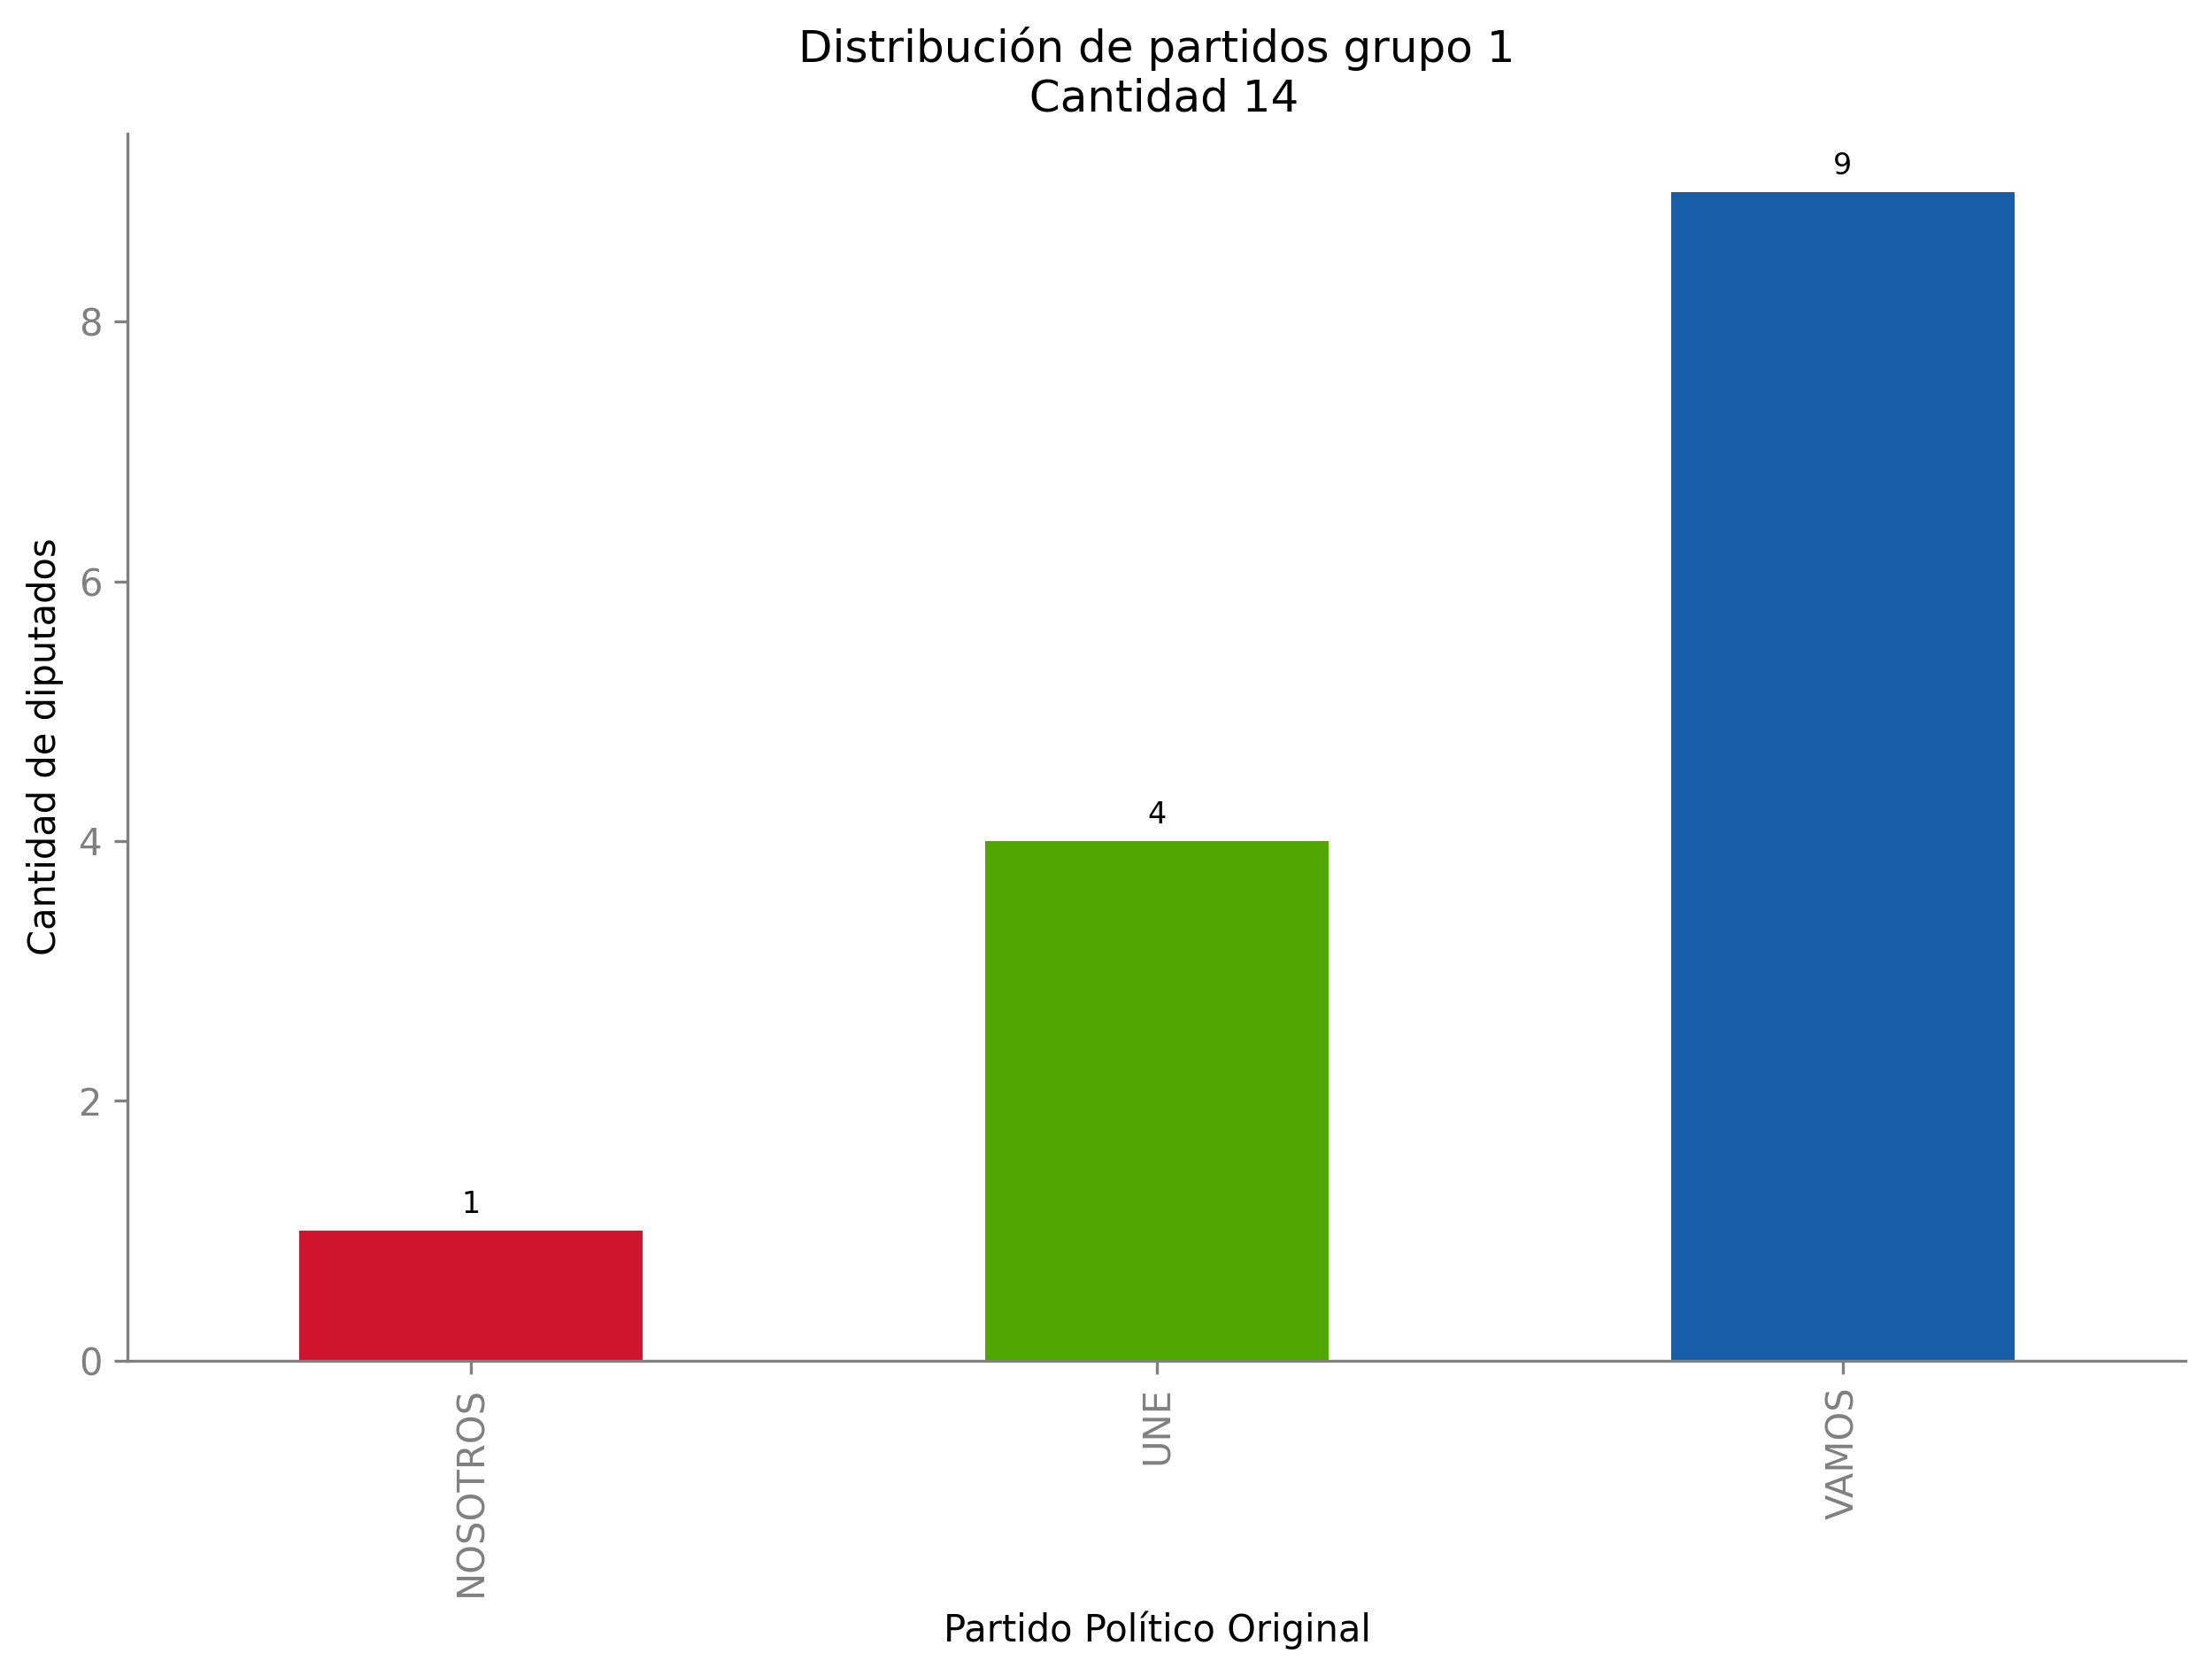 Distribución de partidos grupo 1
Cantidad 14
9
8
6
4
4
2
1
0
Cantidad de diputados
NOSOTROS
UNE
VAMOS
Partido Político Original